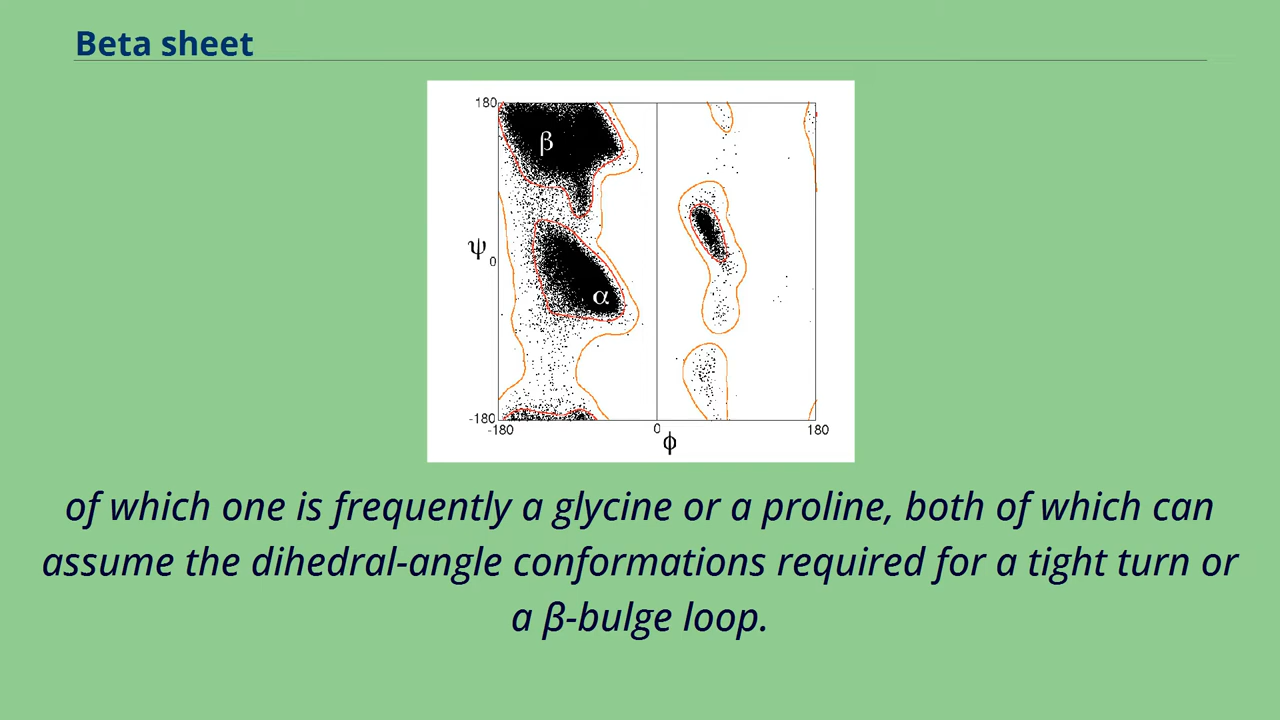 Beta sheet
180
β
ψ
0
α
-180
-180 0 180
ϕ
of which one is frequently a glycine or a proline, both of which can
assume the dihedral-angle conformations required for a tight turn or
a β-bulge loop.